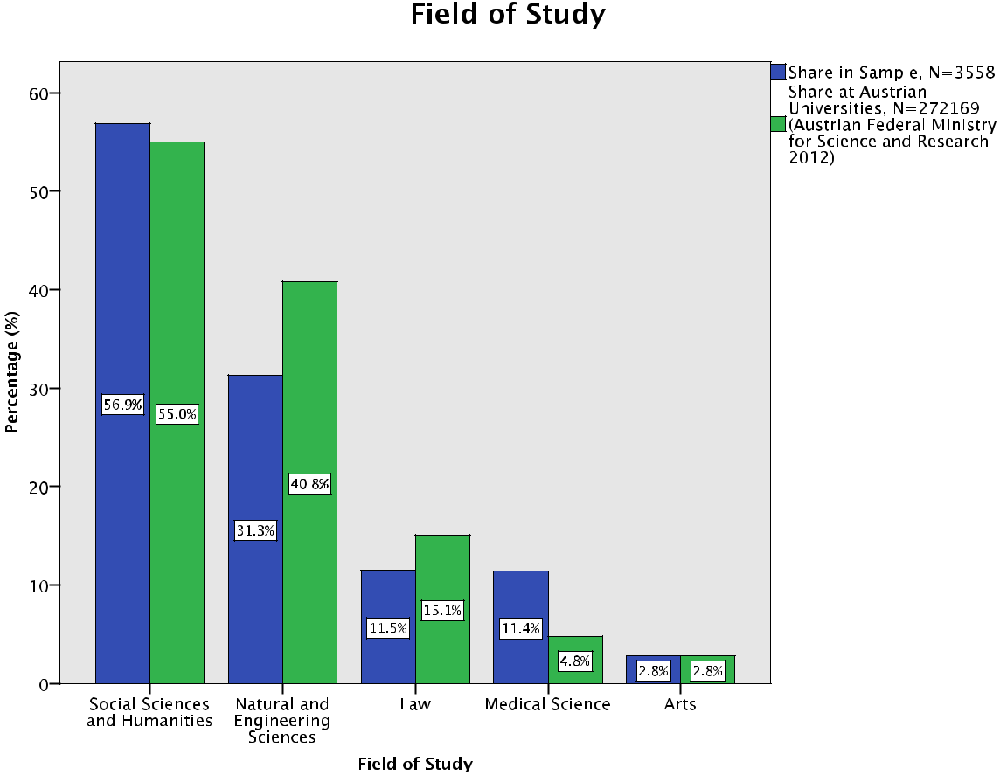 Field of Study
Share in Sample, N=3558
Share at Austrian
Universities, N=272169
(Austrian Federal Ministry
for Science and Research
2012)
Percentage (%)
60
50
40
30
20
10
0
56.9%
55.0%
31.3%
40.8%
11.5%
15.1%
11.4%
4.8%
2.8%
2.8%
Social Sciences
and Humanities
Natural and
Engineering
Sciences
Law
Medical Science
Arts
Field of Study